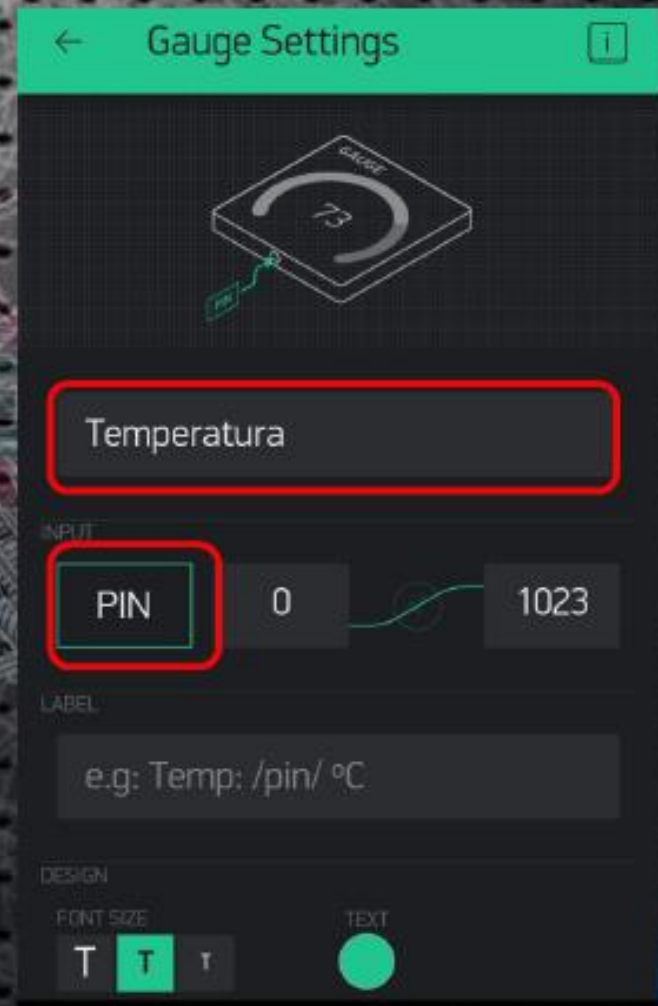 ← Gauge Settings i
GAUGE
73
PIN
Temperatura
INPUT
PIN 0 1023
LABEL
e.g: Temp: /pin/ ºC
DESIGN
FONT SIZE TEXT
T T T